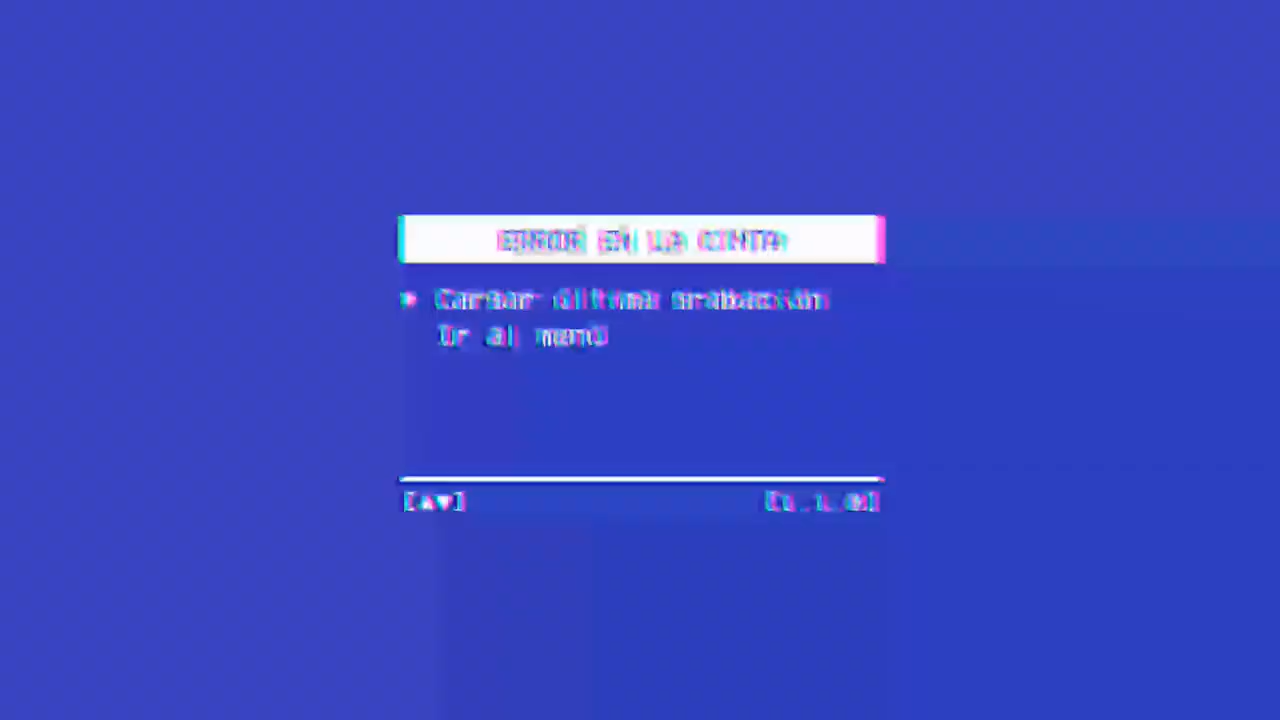 ERROR EN LA CINTA
Cargar última grabación
Ir al menú
[▲▼]